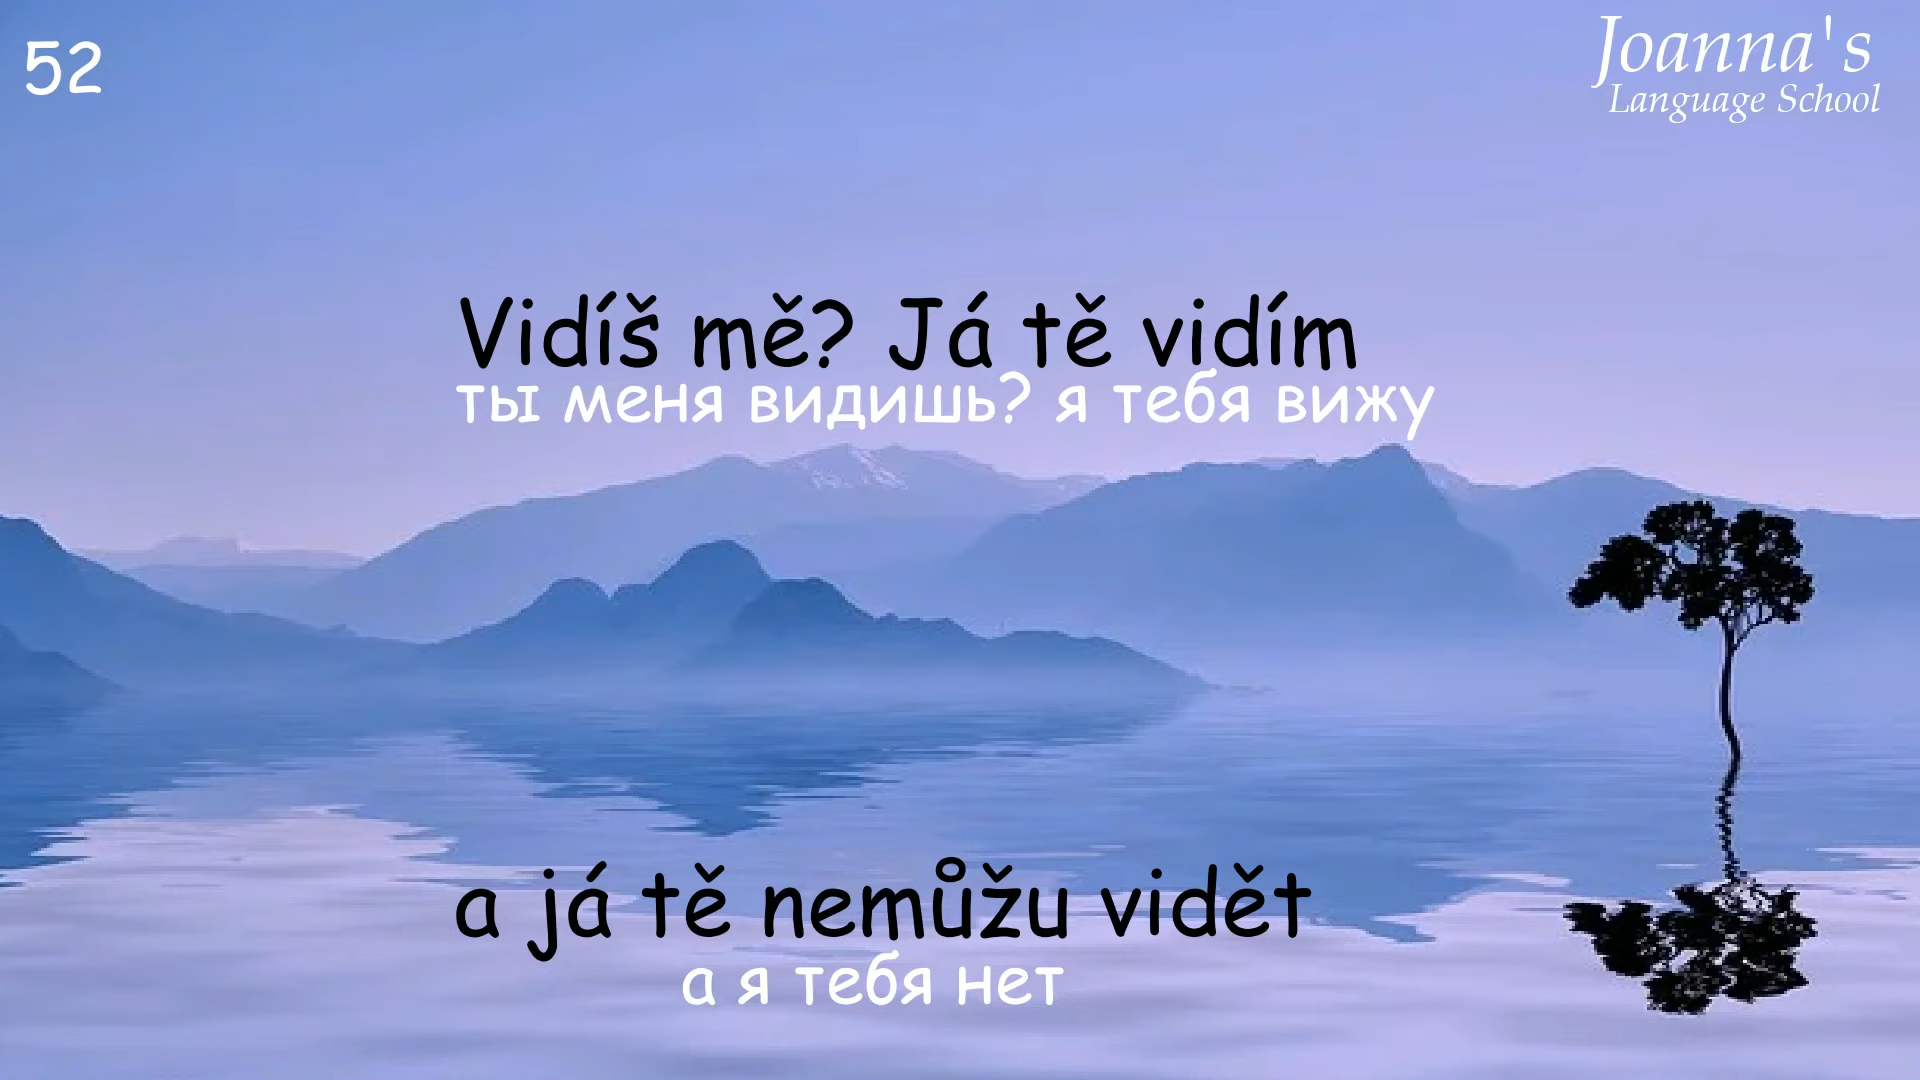 52
Joanna's
Language School
Vidíš mě? Já tě vidím
ты меня видишь? я тебя вижу
a já tě nemůžu vidět
а я тебя нет